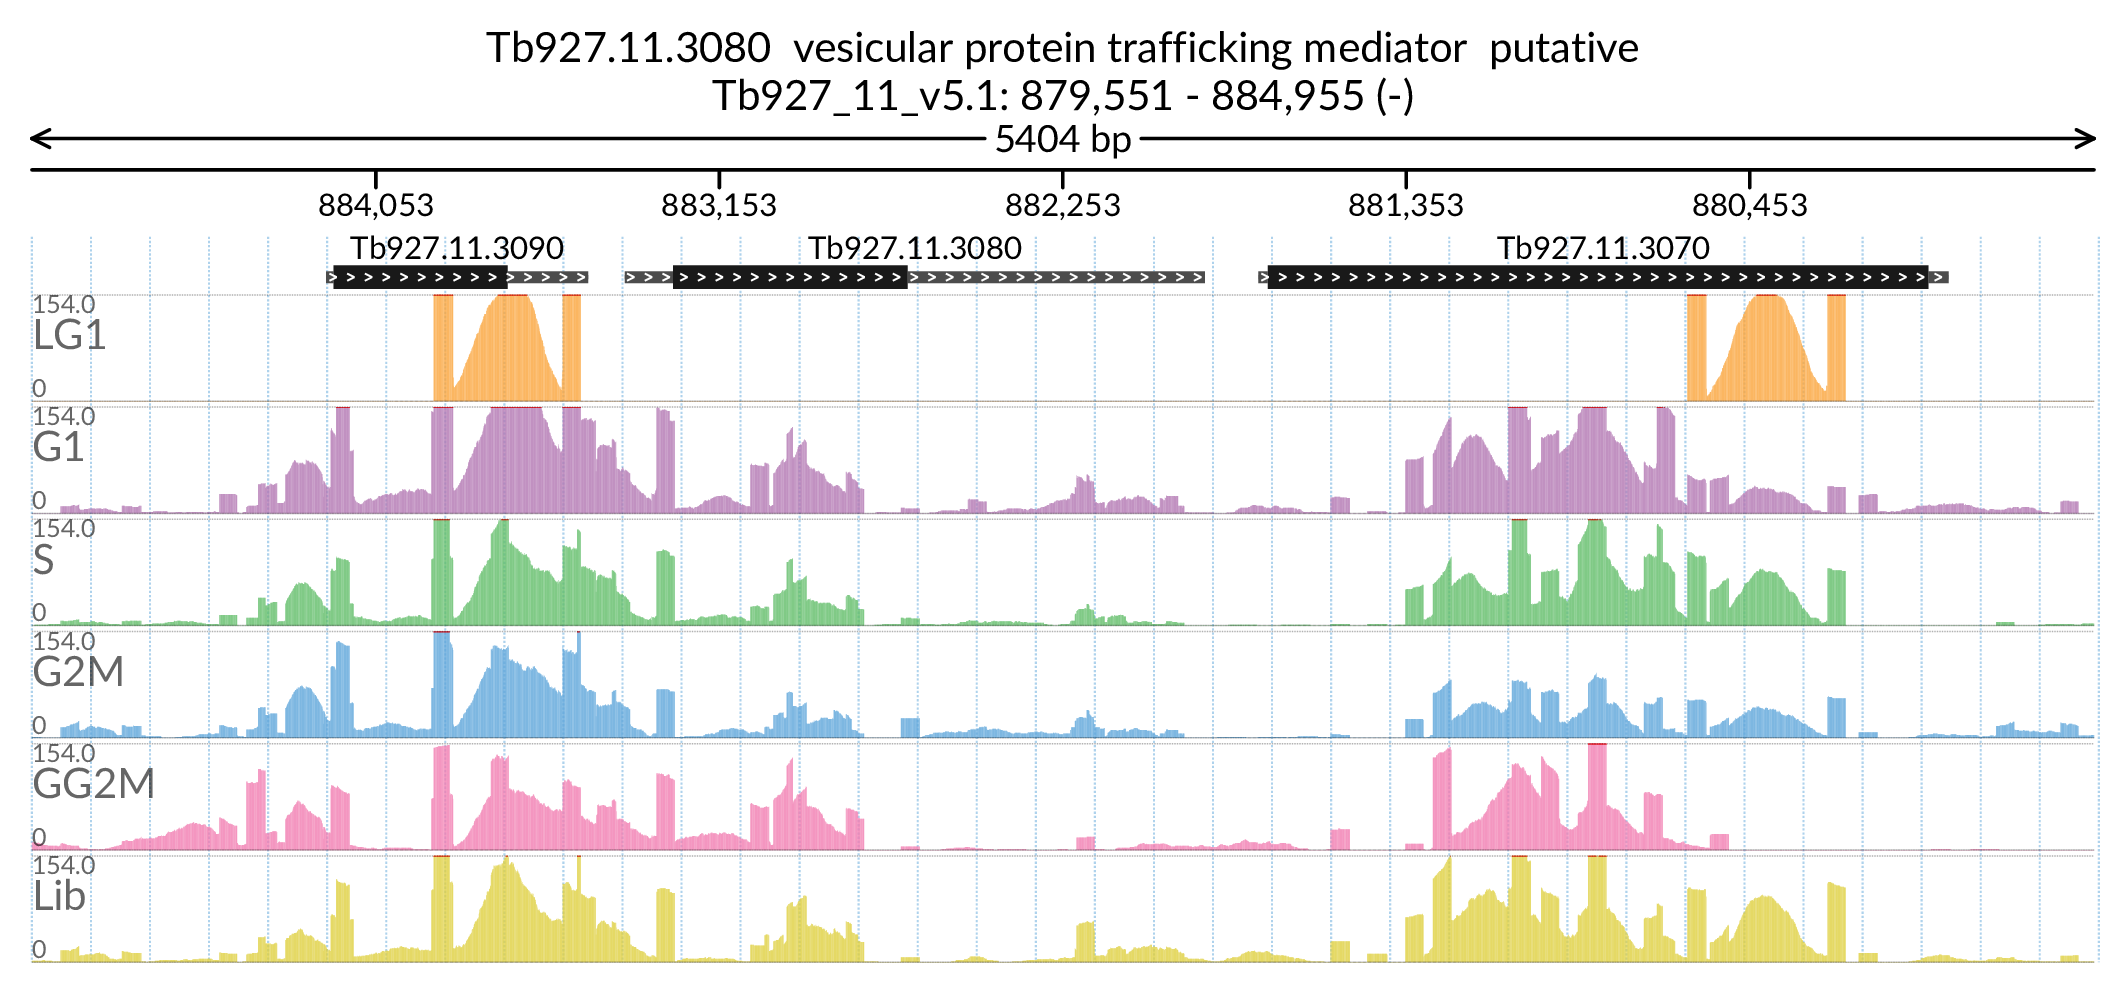 Tb927.11.3080  vesicular protein trafficking mediator  putative
Tb927_11_v5.1: 879,551 - 884,955 (-)
5404 bp
884,053 883,153 882,253 881,353 880,453
Tb927.11.3090 Tb927.11.3080 Tb927.11.3070
154.0
LG1
0
154.0
G1
0
154.0
S
0
154.0
G2M
0
154.0
GG2M
0
154.0
Lib
0